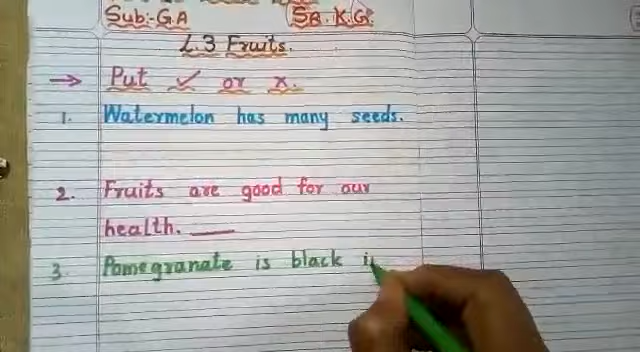 Sub:- G.A
Sr. K.G.
L.3 Fruits.
→ Put ✓ or x.
1. Watermelon has many seeds.
2. Fruits are good for our
health. ____
3. Pomegranate is black i